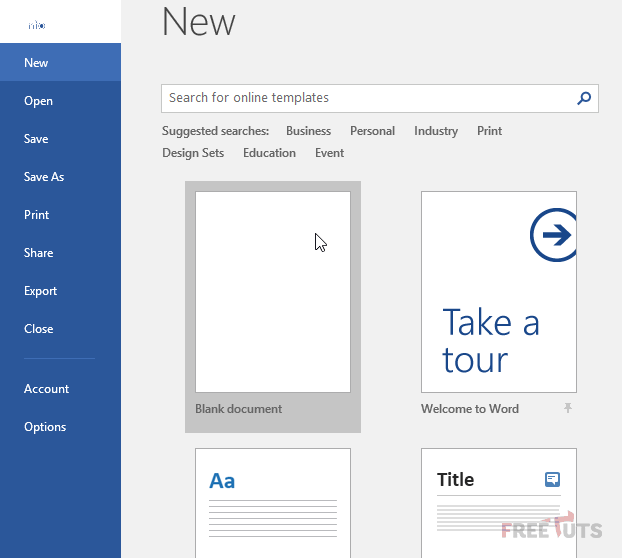 New
New
Open
Save
Save As
Print
Share
Export
Close
Account
Options
Search for online templates
Suggested searches: Business Personal Industry Print
Design Sets Education Event
Take a
tour
Blank document
Welcome to Word
Aa
Title
FREETUTS